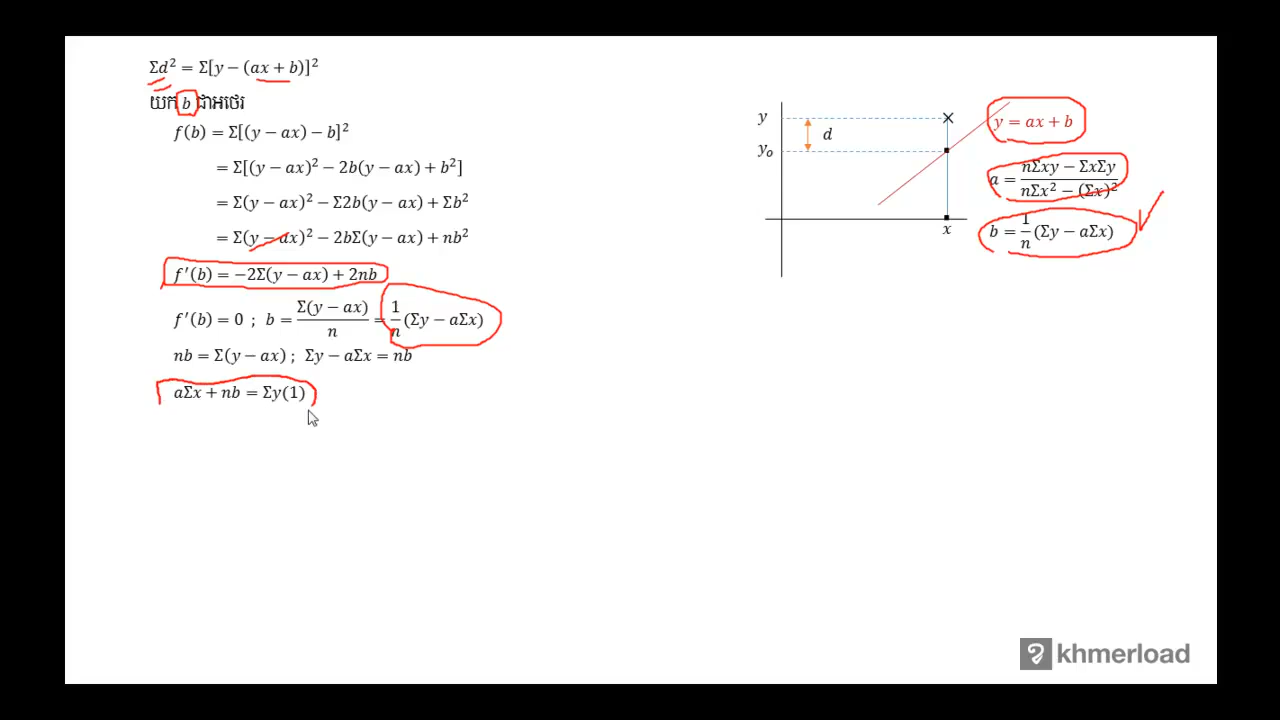 Σd² = Σ[y − (ax + b)]²
យក b ជាអថេរ
f(b) = Σ[(y − ax) − b]²
= Σ[(y − ax)² − 2b(y − ax) + b²]
= Σ(y − ax)² − Σ2b(y − ax) + Σb²
= Σ(y − ax)² − 2bΣ(y − ax) + nb²
f′(b) = −2Σ(y − ax) + 2nb
f′(b) = 0 ; b = Σ(y − ax)/n = 1/n (Σy − aΣx)
nb = Σ(y − ax) ; Σy − aΣx = nb
aΣx + nb = Σy(1)
y
d
y₀
x
y = ax + b
a = (nΣxy − ΣxΣy)/(nΣx² − (Σx)²)
b = 1/n (Σy − aΣx)
khmerload